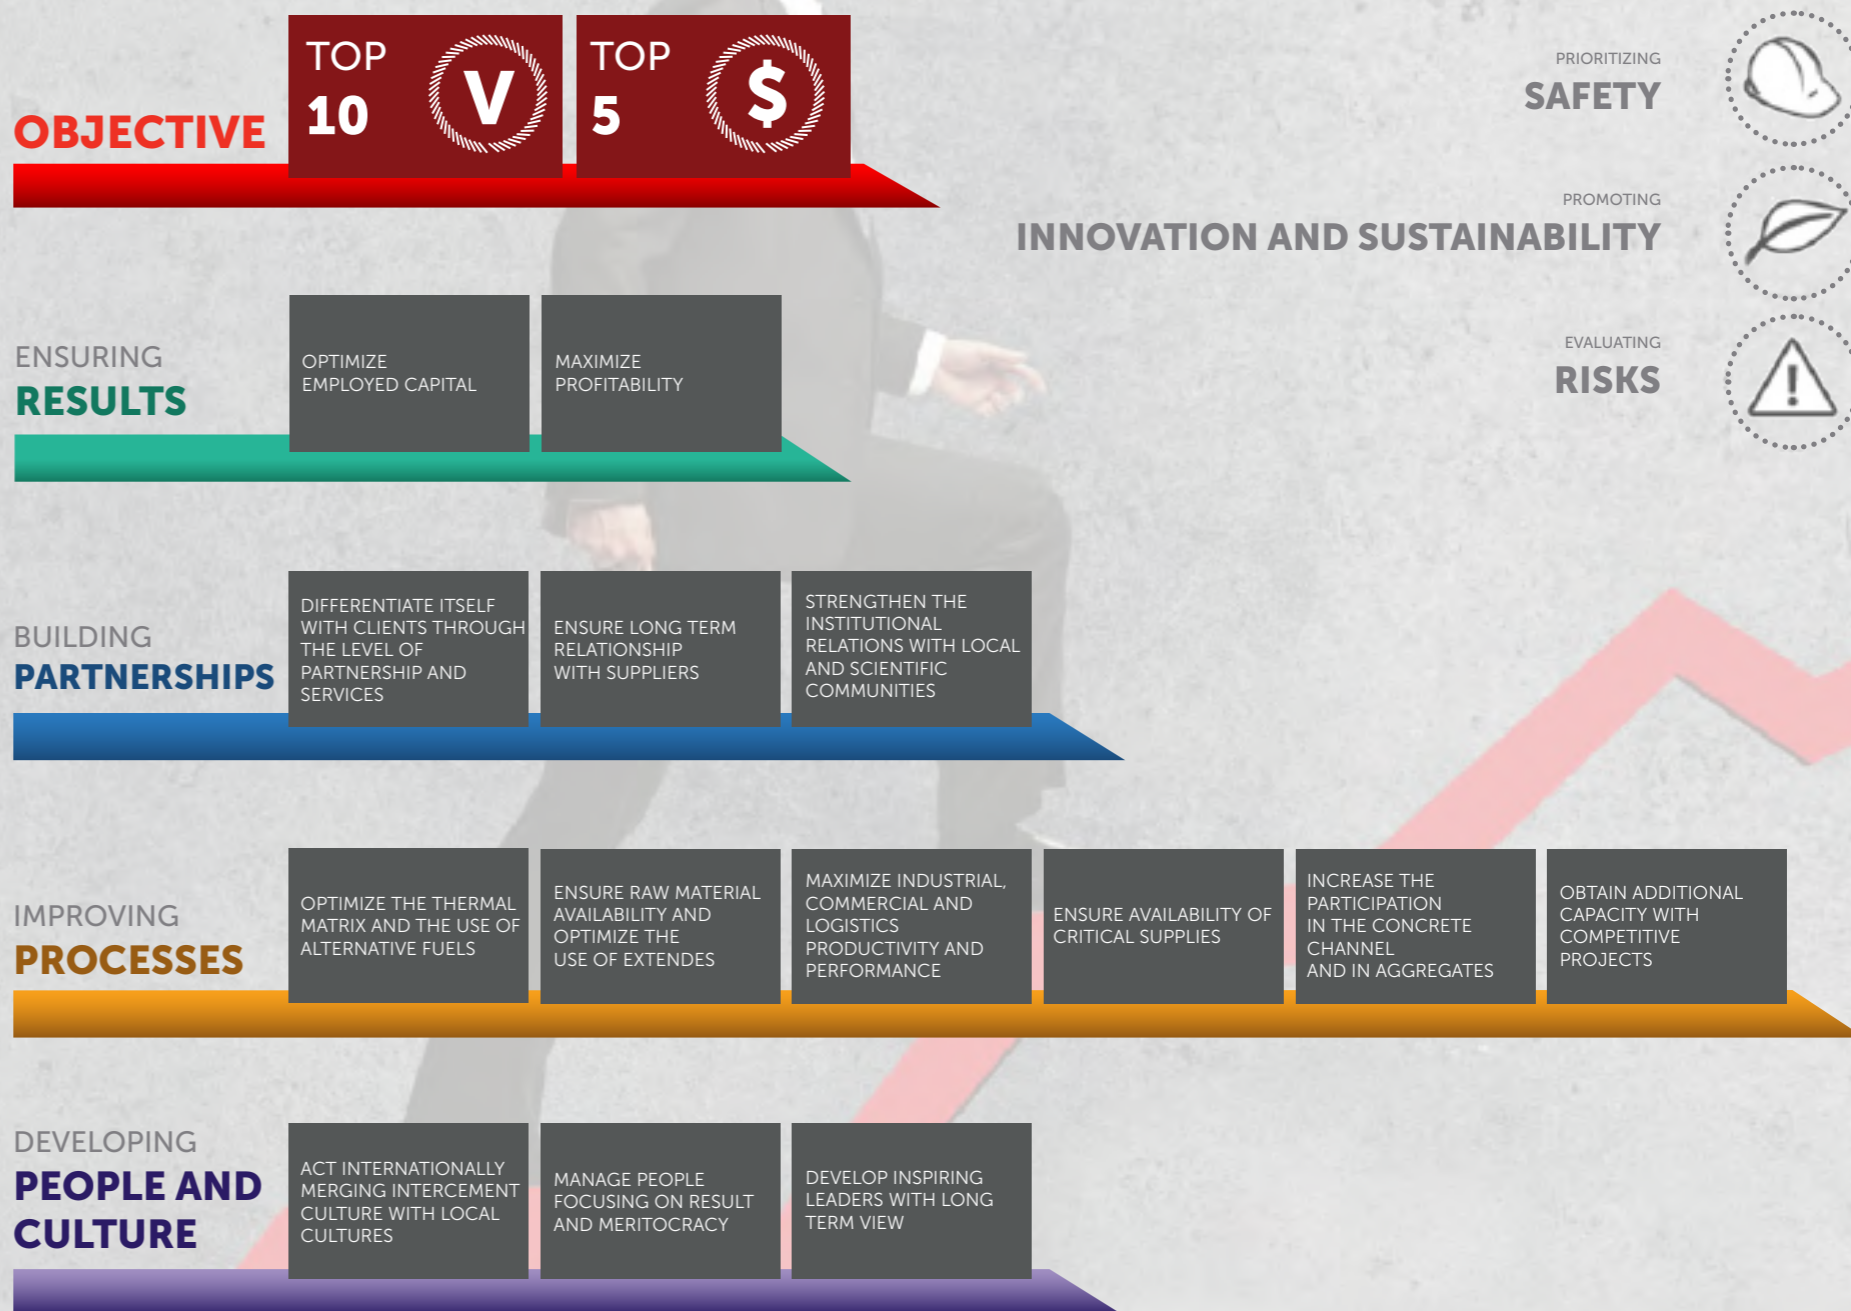 OBJECTIVE
TOP
10
V
TOP
5
$
PRIORITIZING
SAFETY
PROMOTING
INNOVATION AND SUSTAINABILITY
EVALUATING
RISKS
ENSURING
RESULTS
OPTIMIZE
EMPLOYED CAPITAL
MAXIMIZE
PROFITABILITY
BUILDING
PARTNERSHIPS
DIFFERENTIATE ITSELF
WITH CLIENTS THROUGH
THE LEVEL OF
PARTNERSHIP AND
SERVICES
ENSURE LONG TERM
RELATIONSHIP
WITH SUPPLIERS
STRENGTHEN THE
INSTITUTIONAL
RELATIONS WITH LOCAL
AND SCIENTIFIC
COMMUNITIES
IMPROVING
PROCESSES
OPTIMIZE THE THERMAL
MATRIX AND THE USE OF
ALTERNATIVE FUELS
ENSURE RAW MATERIAL
AVAILABILITY AND
OPTIMIZE THE
USE OF EXTENDES
MAXIMIZE INDUSTRIAL,
COMMERCIAL AND
LOGISTICS
PRODUCTIVITY AND
PERFORMANCE
ENSURE AVAILABILITY OF
CRITICAL SUPPLIES
INCREASE THE
PARTICIPATION
IN THE CONCRETE
CHANNEL
AND IN AGGREGATES
OBTAIN ADDITIONAL
CAPACITY WITH
COMPETITIVE
PROJECTS
DEVELOPING
PEOPLE AND
CULTURE
ACT INTERNATIONALLY
MERGING INTERCEMENT
CULTURE WITH LOCAL
CULTURES
MANAGE PEOPLE
FOCUSING ON RESULT
AND MERITOCRACY
DEVELOP INSPIRING
LEADERS WITH LONG
TERM VIEW